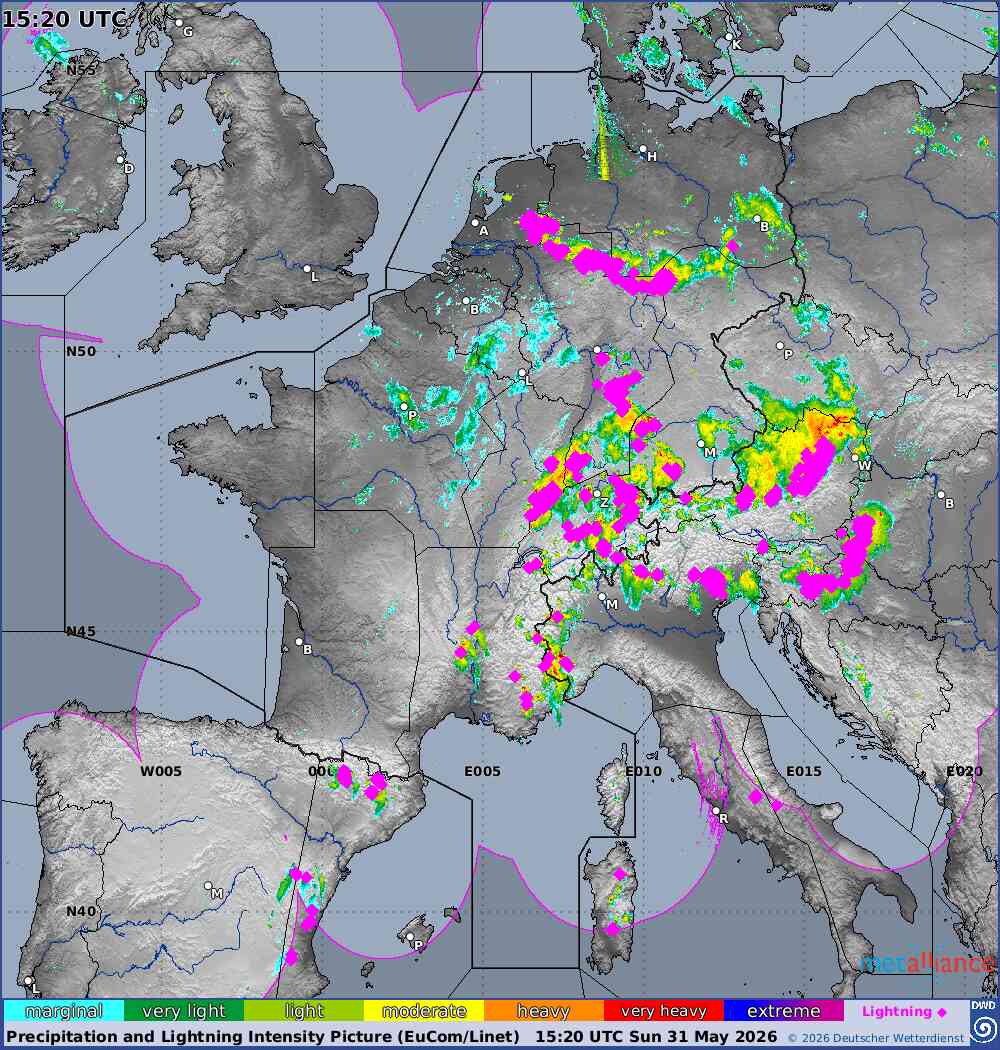 15:20 UTC
G
K
N55
D
H
A
B
L
B
N50
P
L
P
M
W
Z
B
M
N45
B
W005
000
E005
E010
E015
E020
R
M
N40
P
L
metalliance
marginal very light light moderate heavy very heavy extreme Lightning DWD
Precipitation and Lightning Intensity Picture (EuCom/Linet) 15:20 UTC Sun 31 May 2026 © 2026 Deutscher Wetterdienst